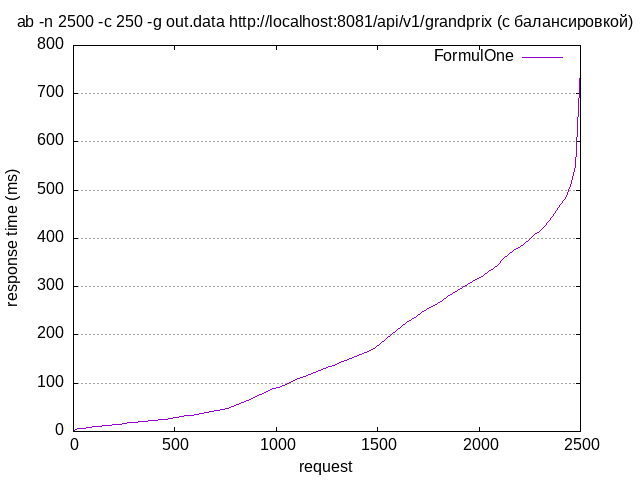 ab -n 2500 -c 250 -g out.data http://localhost:8081/api/v1/grandprix (с балансировкой)
800
FormulOne
700
600
500
400
300
200
100
0
response time (ms)
0 500 1000 1500 2000 2500
request